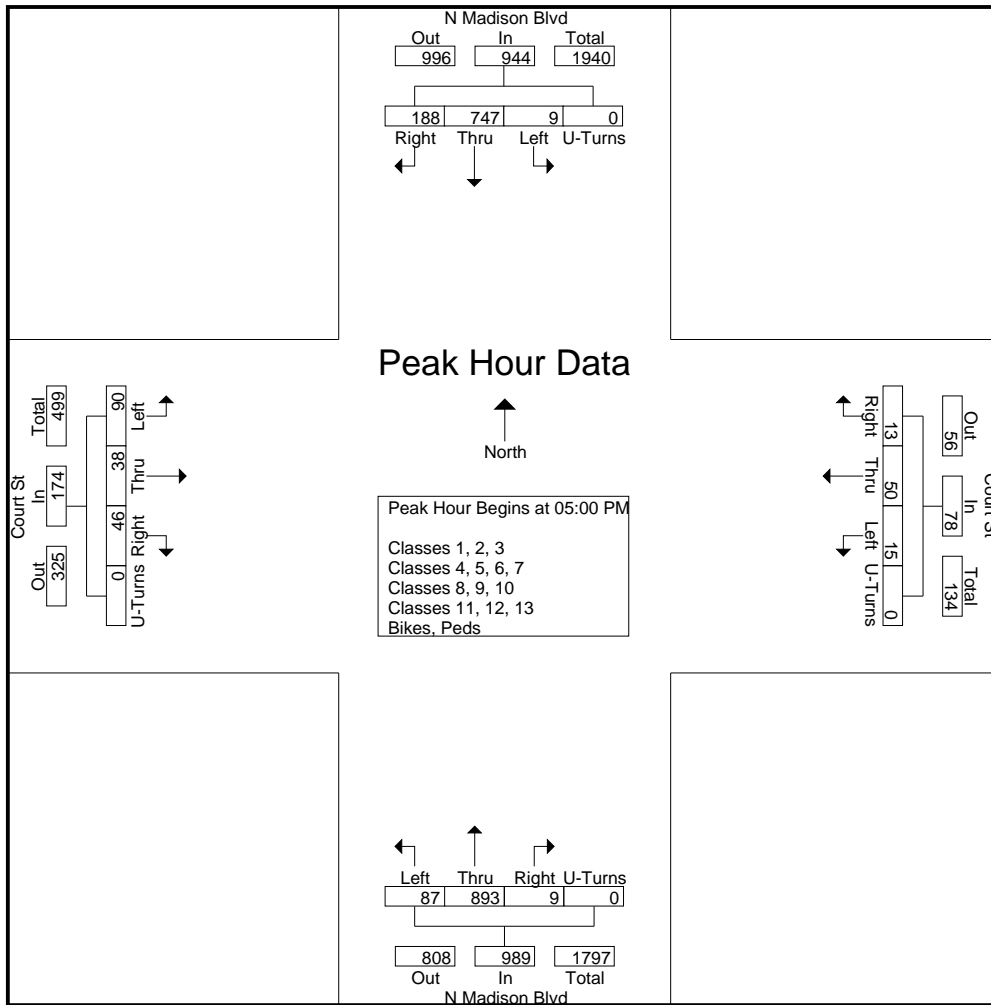 N Madison Blvd
Out In Total
996 944 1940
188 747 9 0
Right Thru Left U-Turns
Peak Hour Data
North
Peak Hour Begins at 05:00 PM
Classes 1, 2, 3
Classes 4, 5, 6, 7
Classes 8, 9, 10
Classes 11, 12, 13
Bikes, Peds
Court St
Out In Total
325 174 499
0 46 38 90
U-Turns Right Thru Left
Court St
Out In Total
56 78 134
13 50 15 0
Right Thru Left U-Turns
Left Thru Right U-Turns
87 893 9 0
808 989 1797
Out In Total
N Madison Blvd